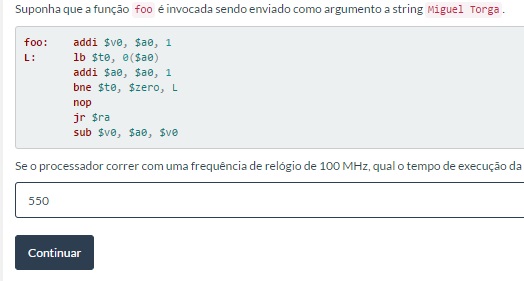 Suponha que a função foo é invocada sendo enviado como argumento a string Miguel Torga.
foo: addi $v0, $a0, 1
L: lb $t0, 0($a0)
addi $a0, $a0, 1
bne $t0, $zero, L
nop
jr $ra
sub $v0, $a0, $v0
Se o processador correr com uma frequência de relógio de 100 MHz, qual o tempo de execução da
550
Continuar